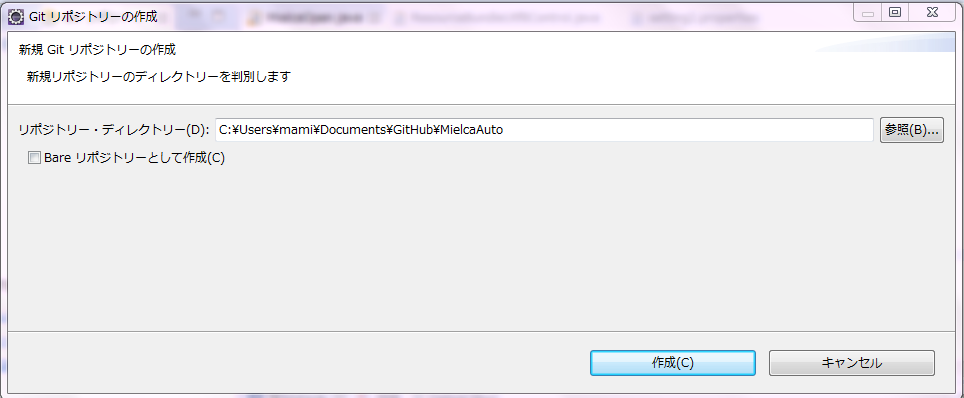 Git リポジトリーの作成
新規 Git リポジトリーの作成
新規リポジトリーのディレクトリーを判別します
リポジトリー・ディレクトリー(D): C:¥Users¥mami¥Documents¥GitHub¥MielcaAuto 参照(B)...
Bare リポジトリーとして作成(C)
作成(C) キャンセル